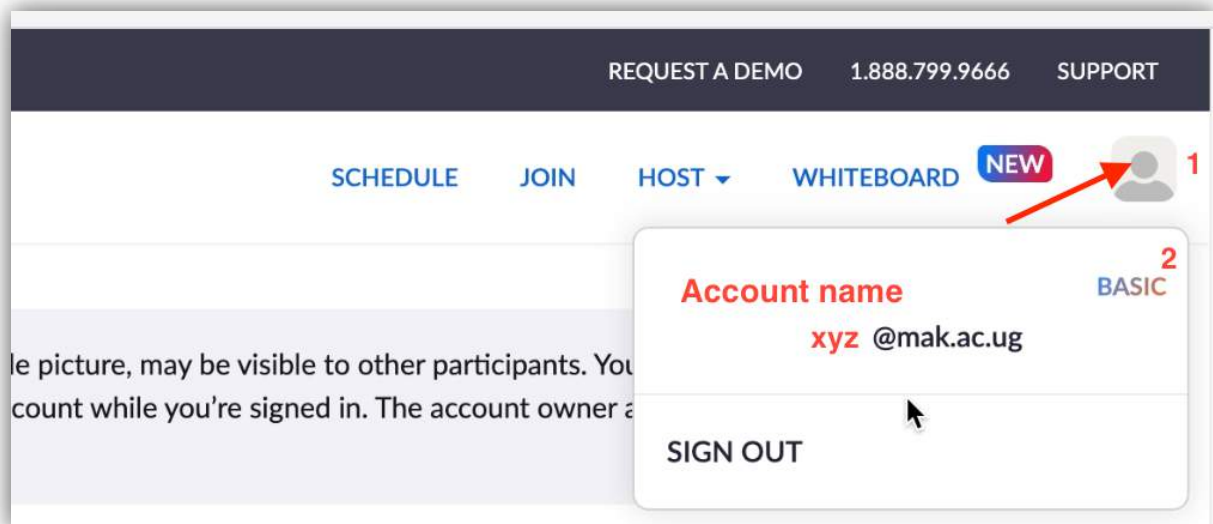 REQUEST A DEMO 1.888.799.9666 SUPPORT
SCHEDULE JOIN HOST WHITEBOARD NEW 1
2
Account name BASIC
xyz @mak.ac.ug
le picture, may be visible to other participants. You
count while you’re signed in. The account owner a
SIGN OUT